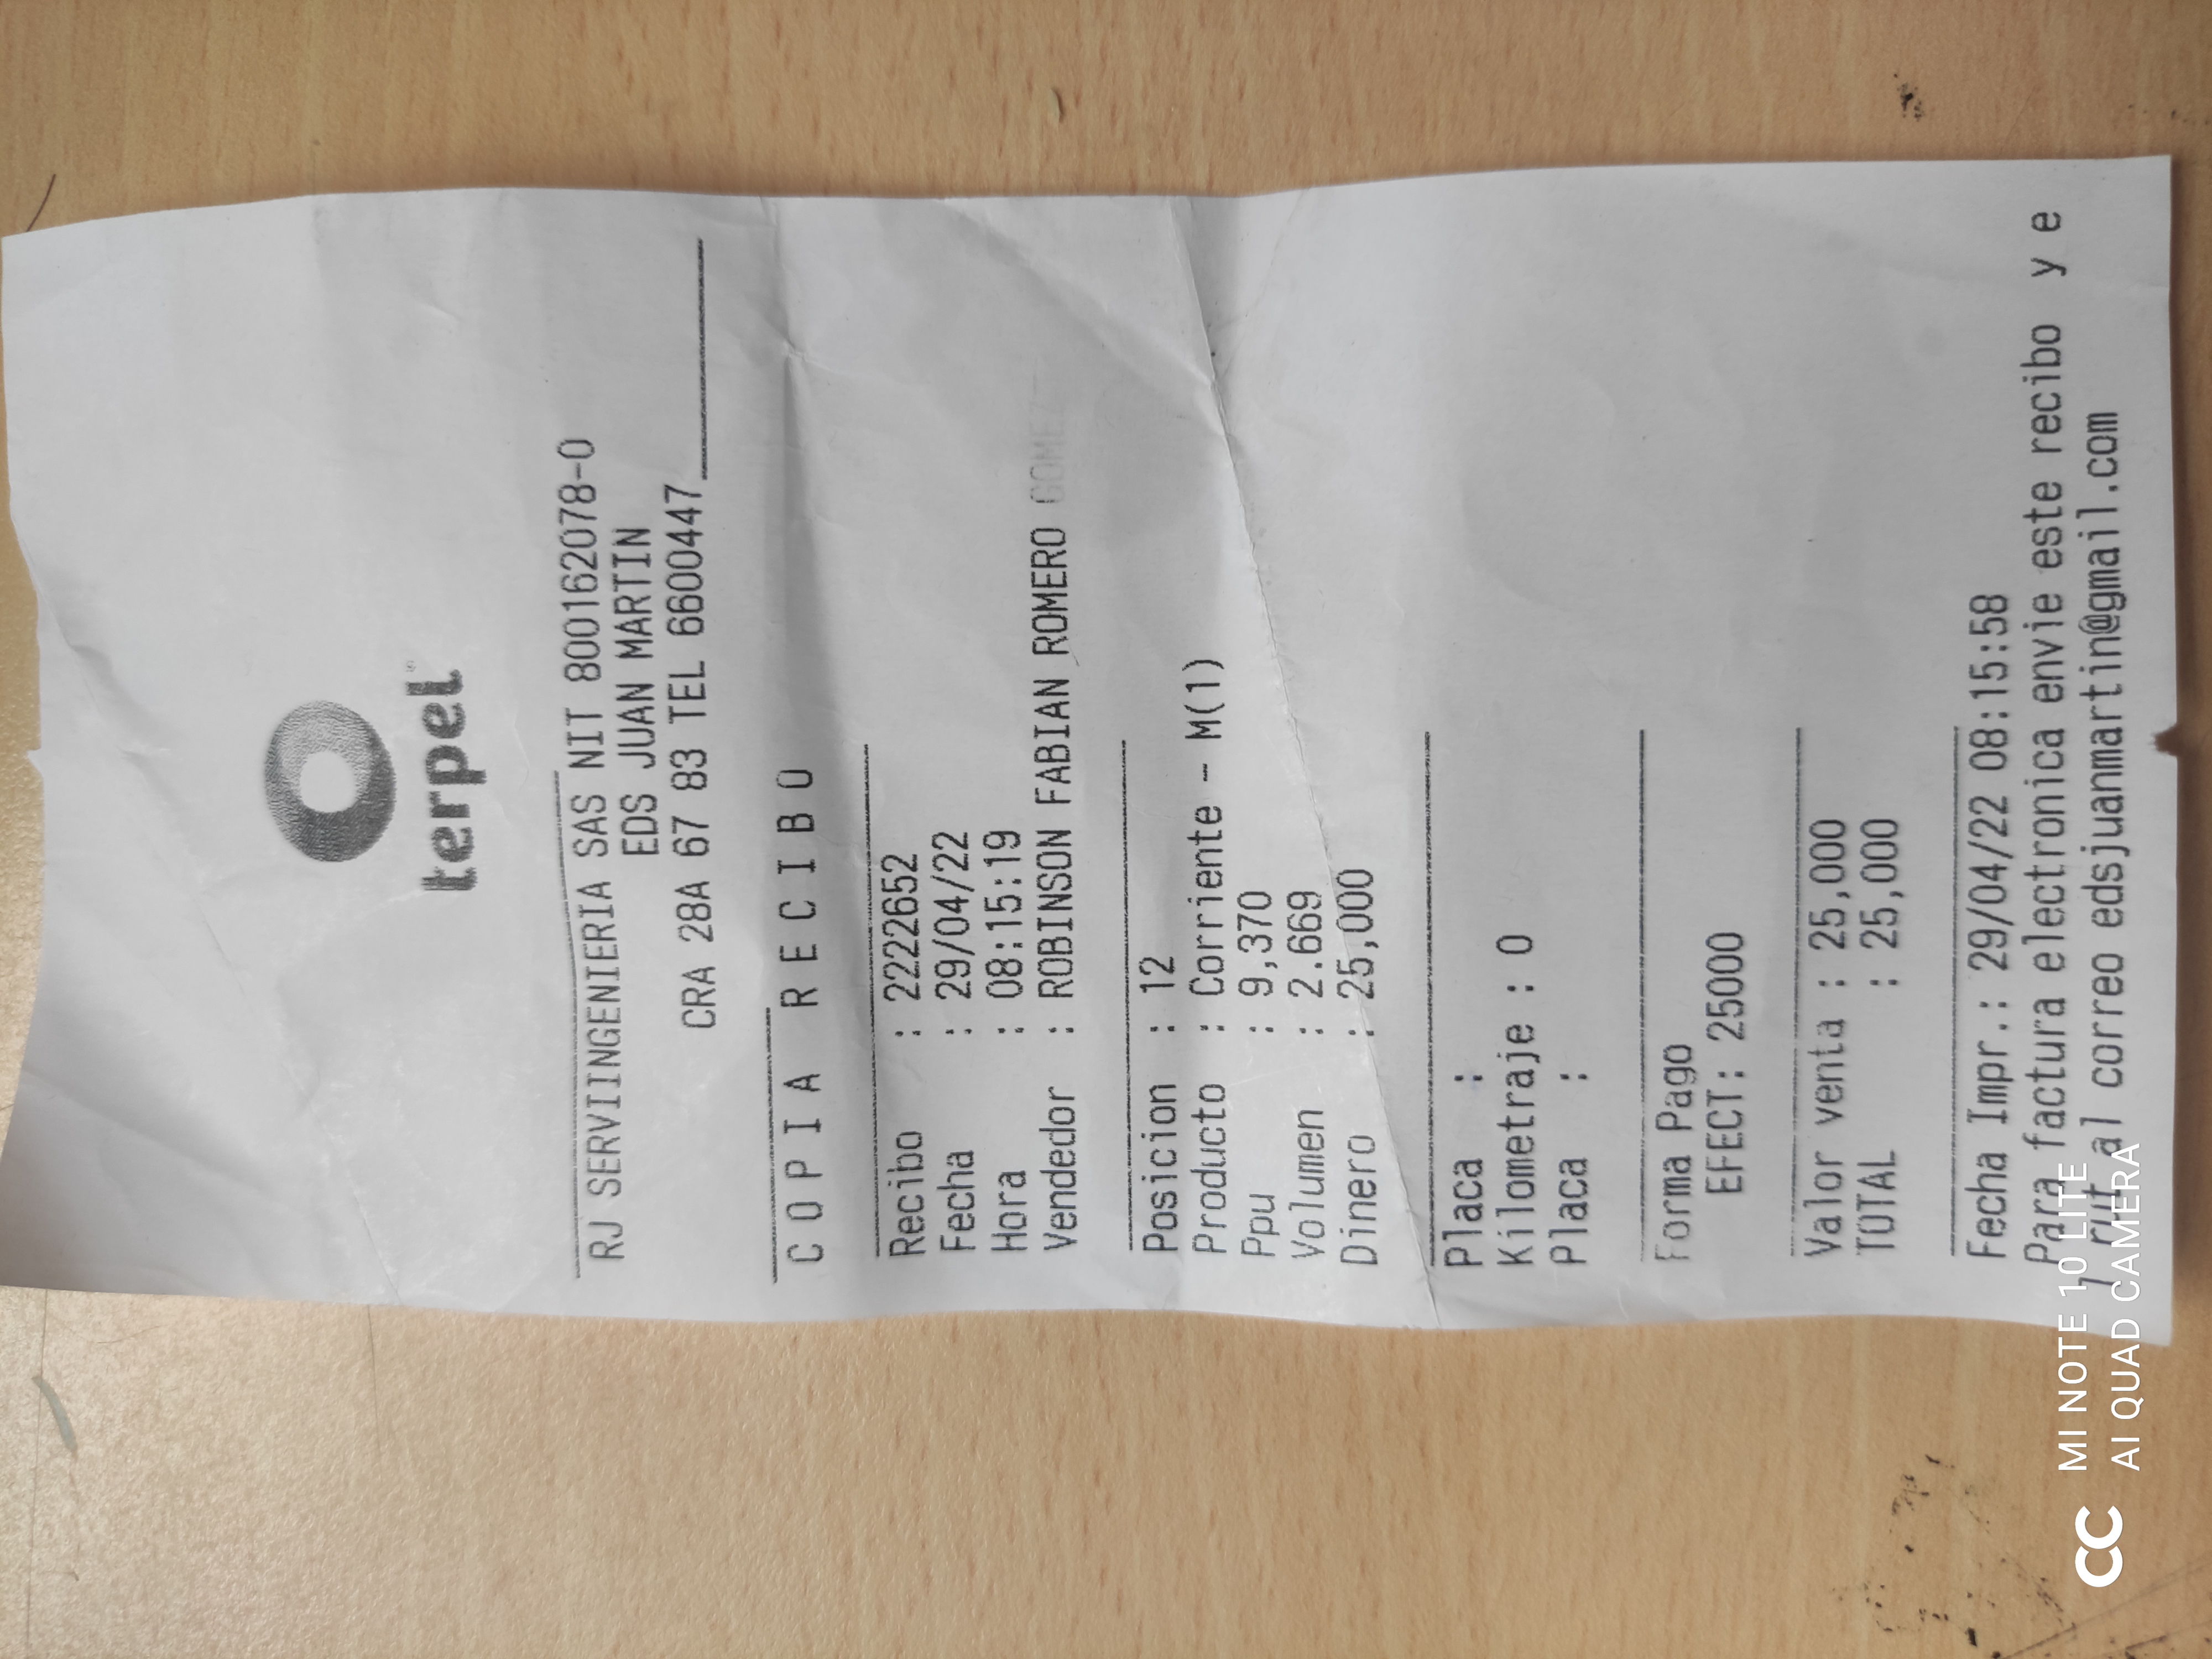 terpel
RJ SERVIINGENIERIA SAS NIT 800162078-0
EDS JUAN MARTIN
CRA 28A 67 83 TEL 6600447
COPIA RECIBO
Recibo : 2222652
Fecha : 29/04/22
Hora : 08:15:19
Vendedor : ROBINSON FABIAN ROMERO
Posicion : 12
Producto : Corriente - M(1)
Ppu : 9,370
Volumen : 2.669
Dinero : 25,000
Placa :
Kilometraje : 0
Placa :
Forma Pago
EFECT: 25000
Valor venta : 25,000
TOTAL : 25,000
Fecha Impr.: 29/04/22 08:15:58
Para factura electronica envie este recibo y e
l rut al correo edsjuanmartin@gmail.com
MI NOTE 10 LITE
AI QUAD CAMERA